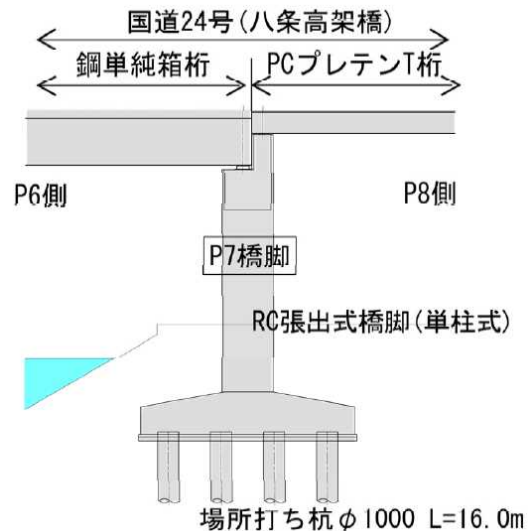 国道24号(八条高架橋)
鋼単純箱桁
PCプレテンT桁
P6側
P8側
P7橋脚
RC張出式橋脚(単柱式)
場所打ち杭φ1000 L=16.0m